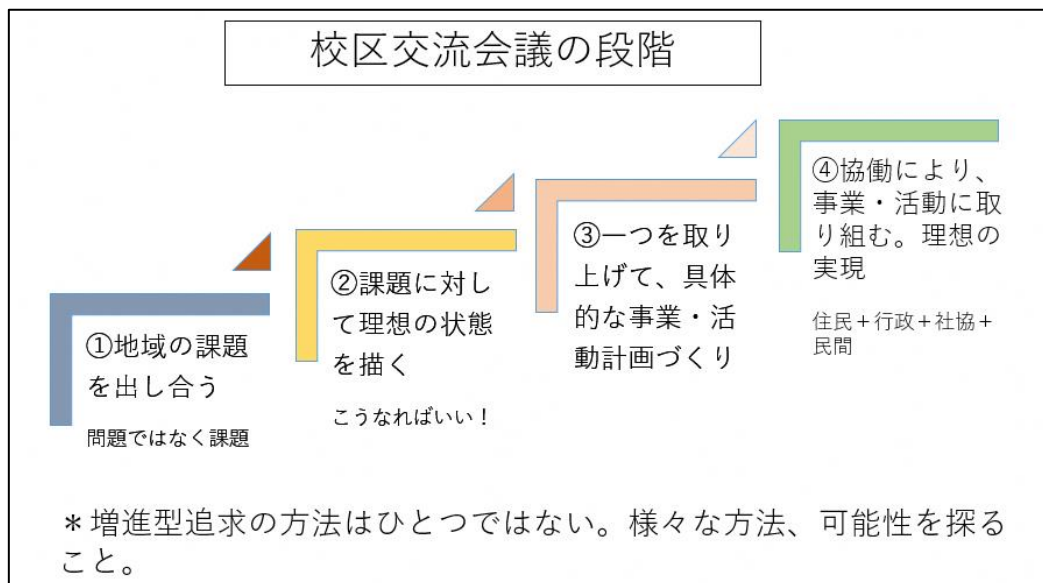 校区交流会議の段階
①地域の課題
を出し合う
問題ではなく課題
②課題に対し
て理想の状態
を描く
こうなればいい！
③一つを取り
上げて、具体
的な事業・活
動計画づくり
④協働により、
事業・活動に取
り組む。理想の
実現
住民＋行政＋社協＋
民間
＊増進型追求の方法はひとつではない。様々な方法、可能性を探る
こと。